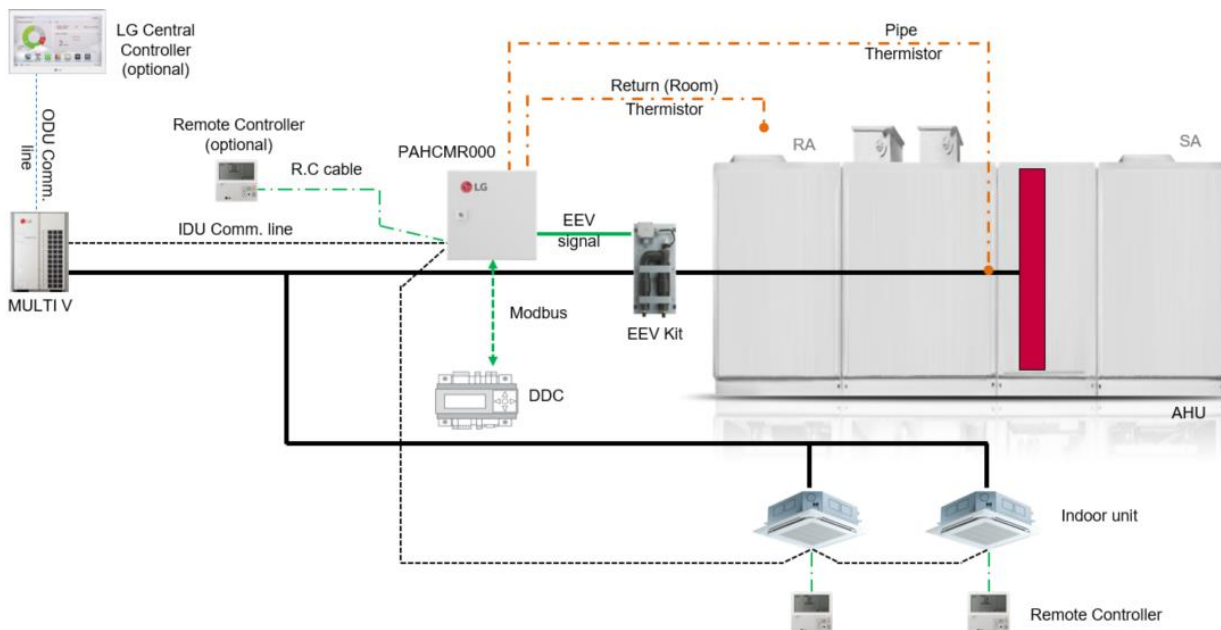 LG Central
Controller
(optional)
ODU Comm.
line
Remote Controller
(optional)
R.C cable
PAHCMR000
LG
Pipe
Thermistor
Return (Room)
Thermistor
RA
SA
IDU Comm. line
EEV
signal
MULTI V
Modbus
EEV Kit
DDC
AHU
Indoor unit
Remote Controller